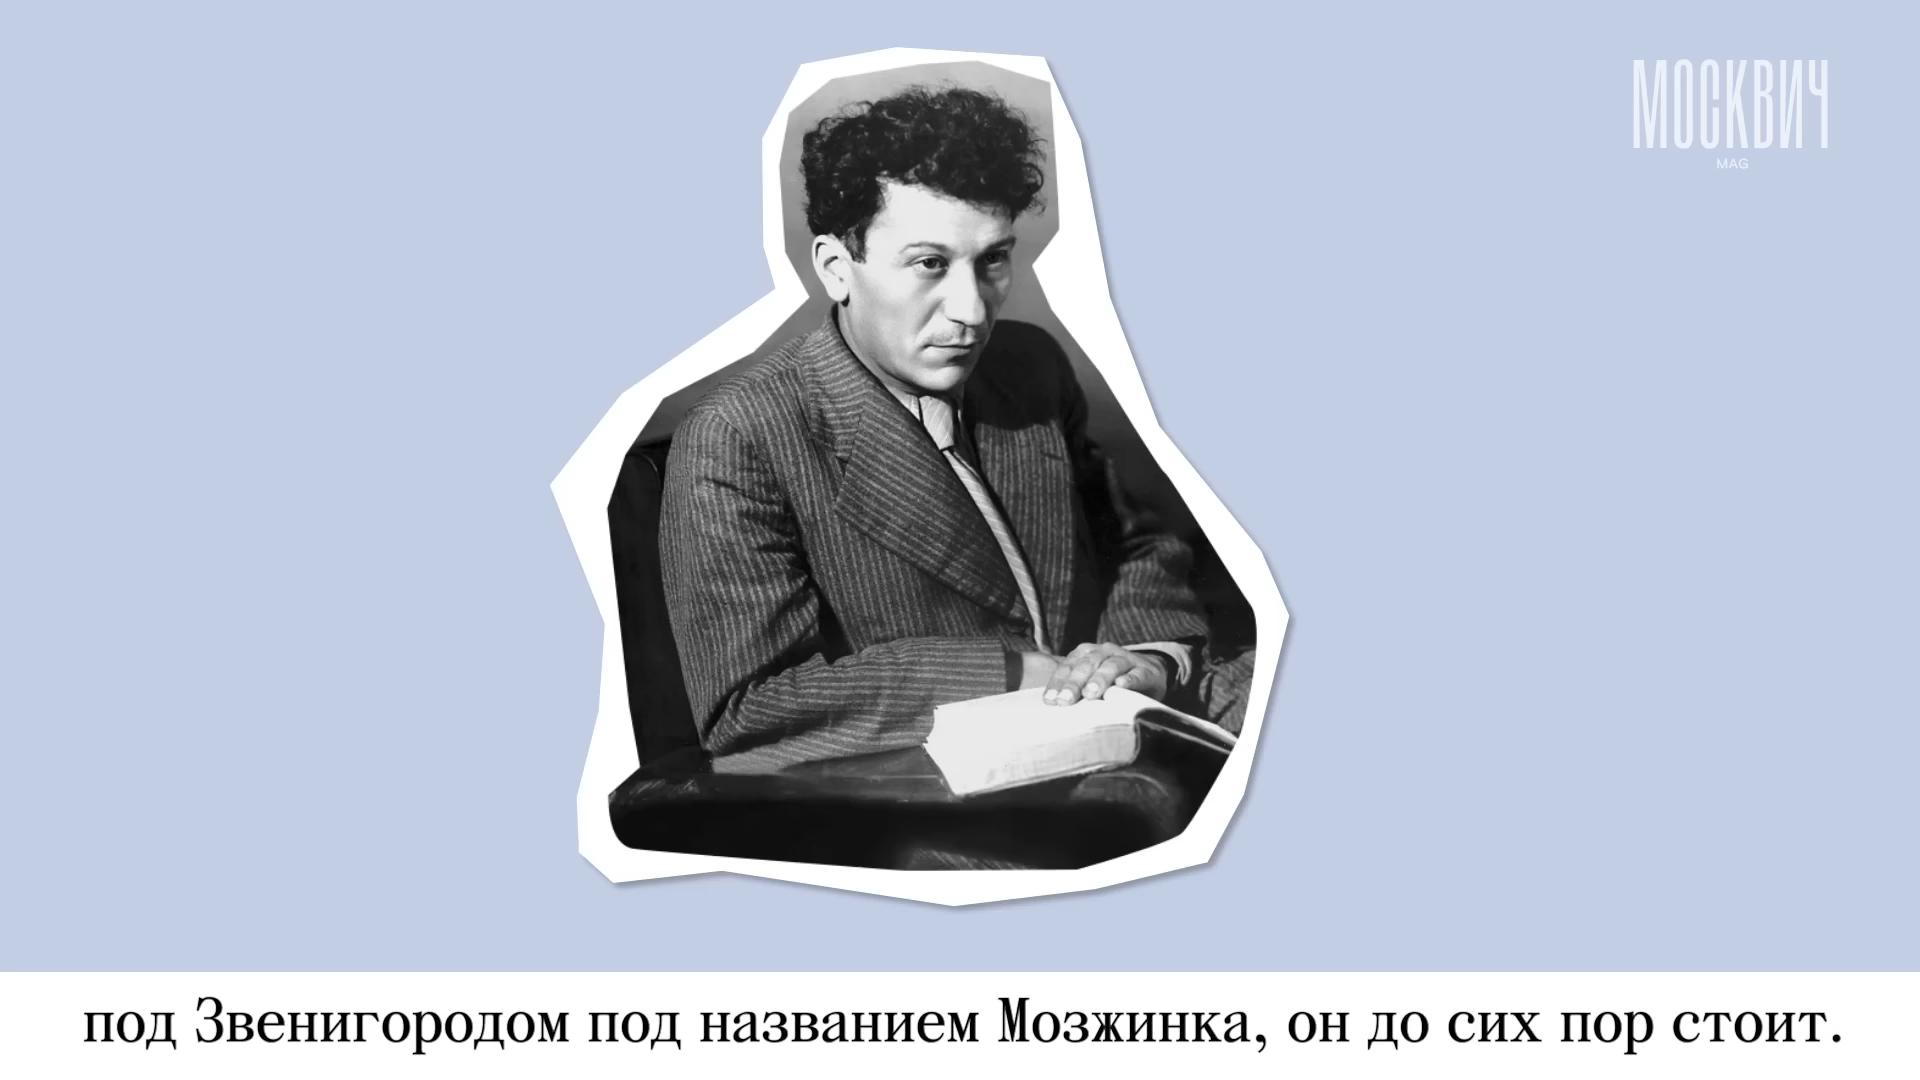 МОСКВИЧ
MAG
под Звенигородом под названием Мозжинка, он до сих пор стоит.